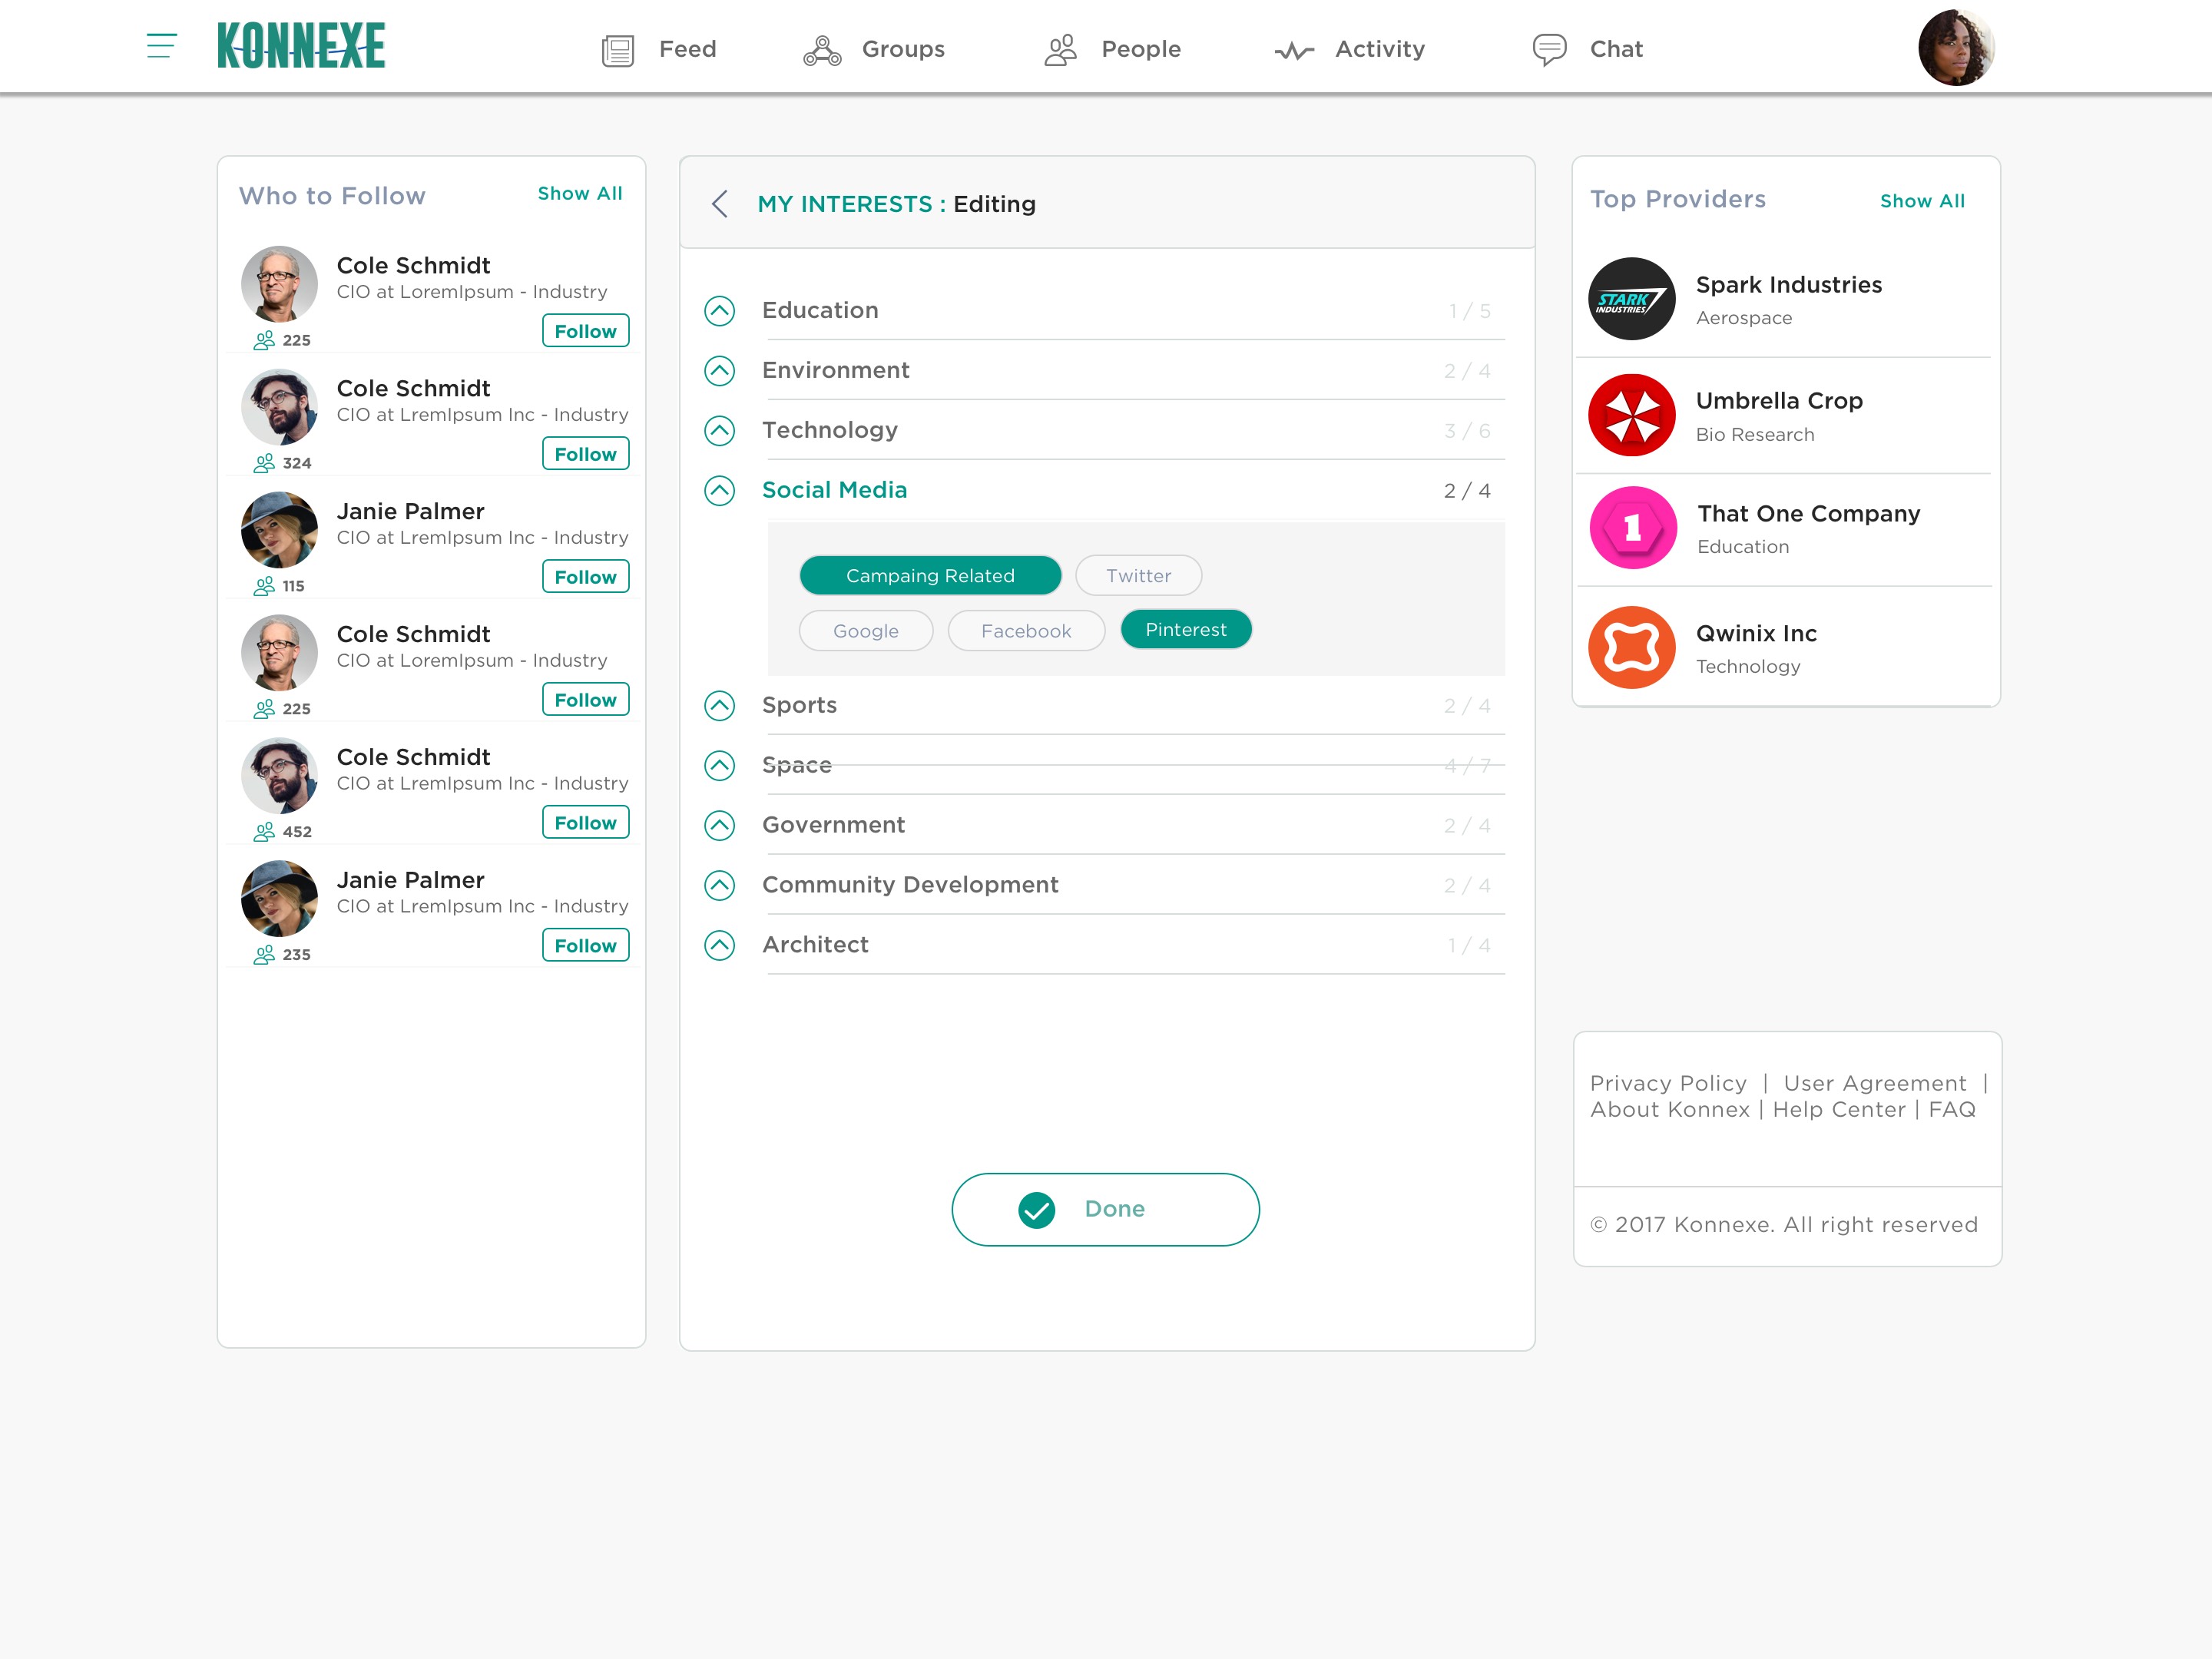 KONNEXE
Feed
Groups
People
Activity
Chat
Who to Follow
Show All
Cole Schmidt
CIO at LoremIpsum - Industry
225
Follow
Cole Schmidt
CIO at LremIpsum Inc - Industry
324
Follow
Janie Palmer
CIO at LremIpsum Inc - Industry
115
Follow
Cole Schmidt
CIO at LoremIpsum - Industry
225
Follow
Cole Schmidt
CIO at LremIpsum Inc - Industry
452
Follow
Janie Palmer
CIO at LremIpsum Inc - Industry
235
Follow
MY INTERESTS : Editing
Education 1 / 5
Environment 2 / 4
Technology 3 / 6
Social Media 2 / 4
Campaing Related
Twitter
Google
Facebook
Pinterest
Sports 2 / 4
Space 4 / 7
Government 2 / 4
Community Development 2 / 4
Architect 1 / 4
Done
Top Providers
Show All
STARK
INDUSTRIES
Spark Industries
Aerospace
Umbrella Crop
Bio Research
1
That One Company
Education
Qwinix Inc
Technology
Privacy Policy | User Agreement |
About Konnex | Help Center | FAQ
© 2017 Konnexe. All right reserved